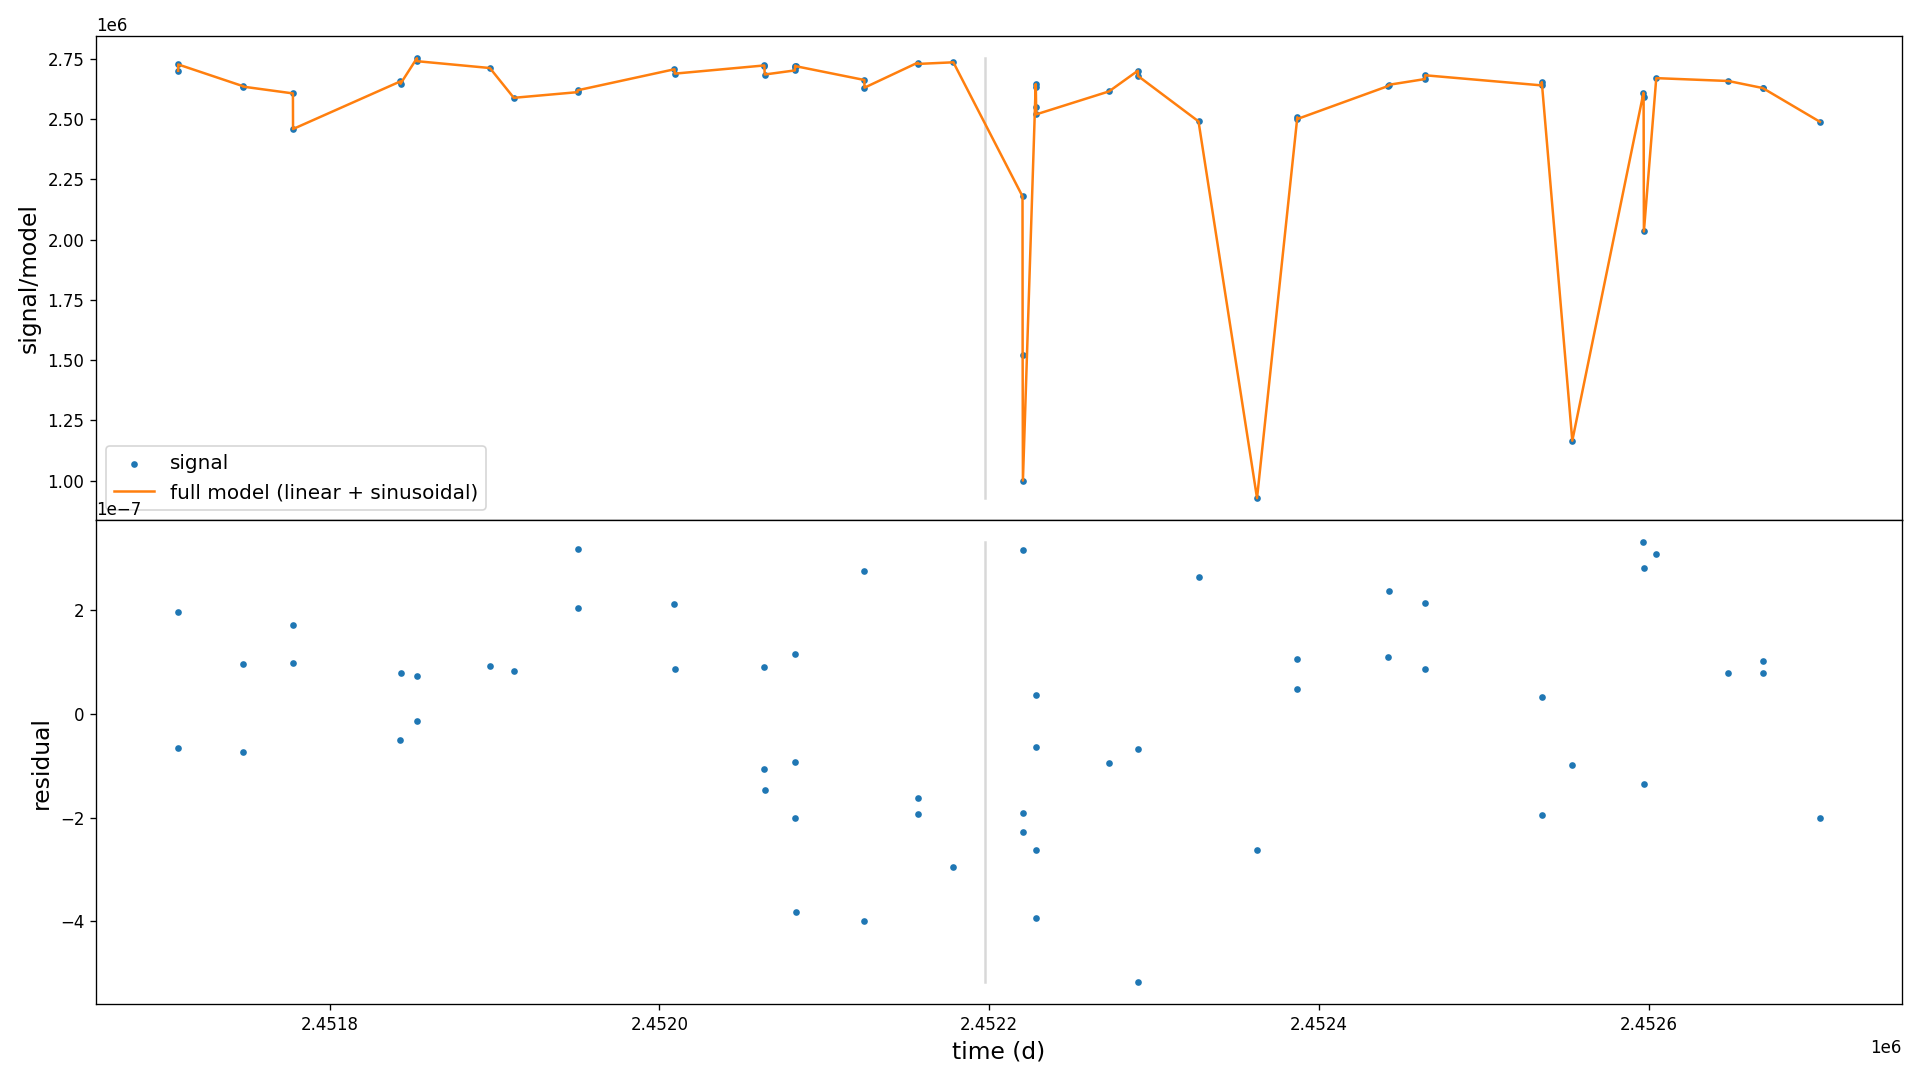 1e6
2.75
2.50
2.25
2.00
1.75
1.50
1.25
1.00
signal/model
signal
full model (linear + sinusoidal)
1e−7
2
0
−2
−4
residual
2.4518
2.4520
2.4522
2.4524
2.4526
time (d)
1e6